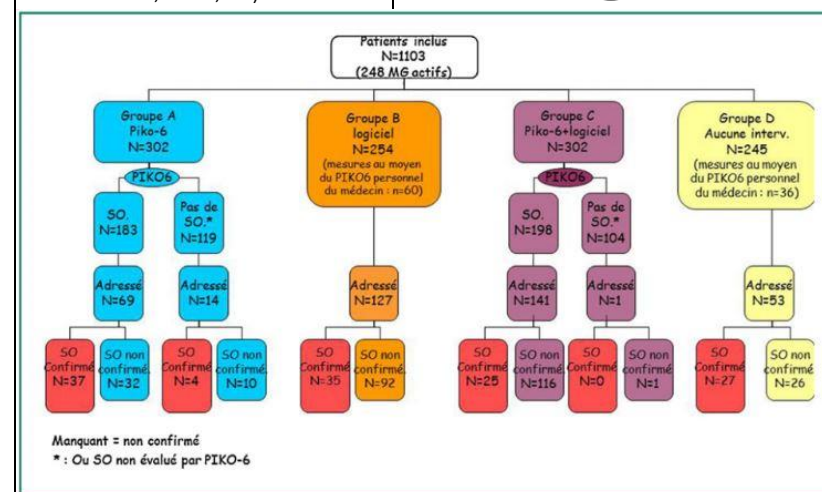 Patients inclus
N=1103
(248 MG actifs)
Groupe A
Piko-6
N=302
Groupe B
logiciel
N=254
(mesures au moyen
du PIKO6 personnel
du médecin : n=60)
Groupe C
Piko-6+logiciel
N=302
Groupe D
Aucune interv.
N=245
(mesures au moyen
du PIKO6 personnel
du médecin : n=36)
PIKO6
PIKO6
SO.
N=183
Pas de
SO.*
N=119
SO.
N=198
Pas de
SO.*
N=104
Adressé
N=69
Adressé
N=14
Adressé
N=127
Adressé
N=141
Adressé
N=1
Adressé
N=53
SO
Confirmé
N=37
SO non
confirmé.
N=32
SO
Confirmé
N=4
SO non
confirmé.
N=10
SO
Confirmé
N=35
SO non
confirmé.
N=92
SO
Confirmé
N=25
SO non
confirmé.
N=116
SO
Confirmé
N=0
SO non
confirmé.
N=1
SO
Confirmé
N=27
SO non
confirmé.
N=26
Manquant = non confirmé
* : Ou SO non évalué par PIKO-6